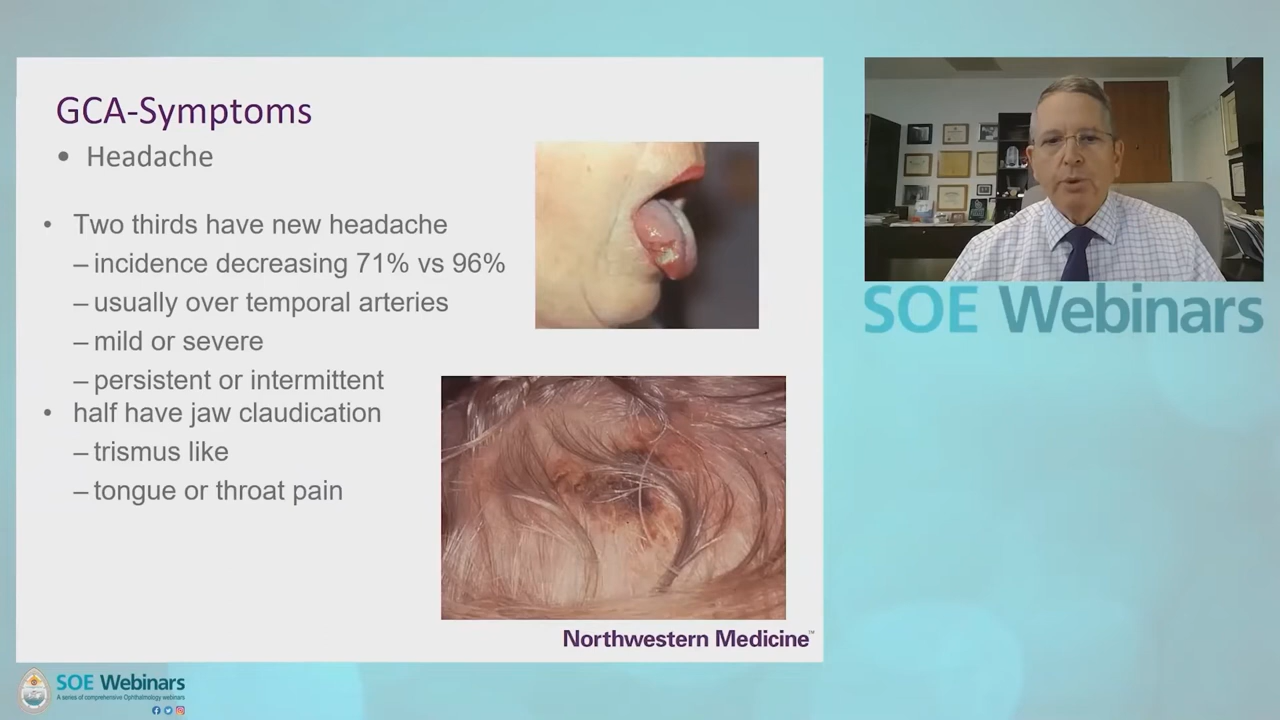 GCA-Symptoms
• Headache
• Two thirds have new headache
– incidence decreasing 71% vs 96%
– usually over temporal arteries
– mild or severe
– persistent or intermittent
• half have jaw claudication
– trismus like
– tongue or throat pain
Northwestern Medicine™
SOE Webinars
SOE Webinars
A series of comprehensive Ophthalmology webinars